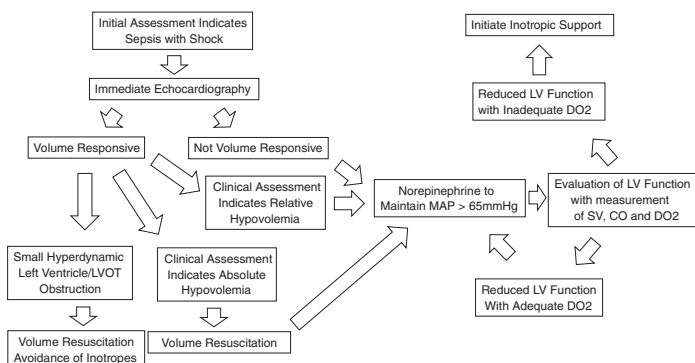 Initial Assessment Indicates
Sepsis with Shock
Immediate Echocardiography
Volume Responsive
Not Volume Responsive
Clinical Assessment
Indicates Relative
Hypovolemia
Small Hyperdynamic
Left Ventricle/LVOT
Obstruction
Clinical Assessment
Indicates Absolute
Hypovolemia
Volume Resuscitation
Avoidance of Inotropes
Volume Resuscitation
Norepinephrine to
Maintain MAP > 65mmHg
Evaluation of LV Function
with measurement
of SV, CO and DO2
Initiate Inotropic Support
Reduced LV Function
with Inadequate DO2
Reduced LV Function
With Adequate DO2